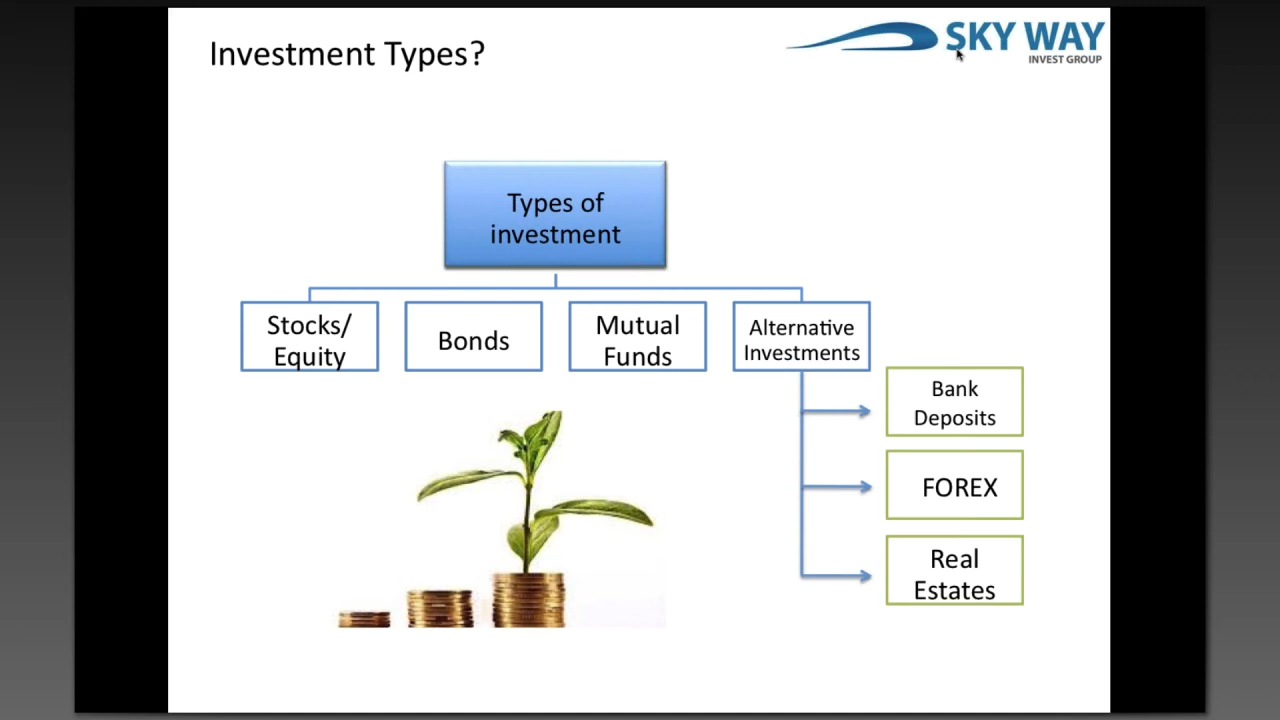 Investment Types?
SKY WAY
INVEST GROUP
Types of
investment
Stocks/
Equity
Bonds
Mutual
Funds
Alternative
Investments
Bank
Deposits
FOREX
Real
Estates